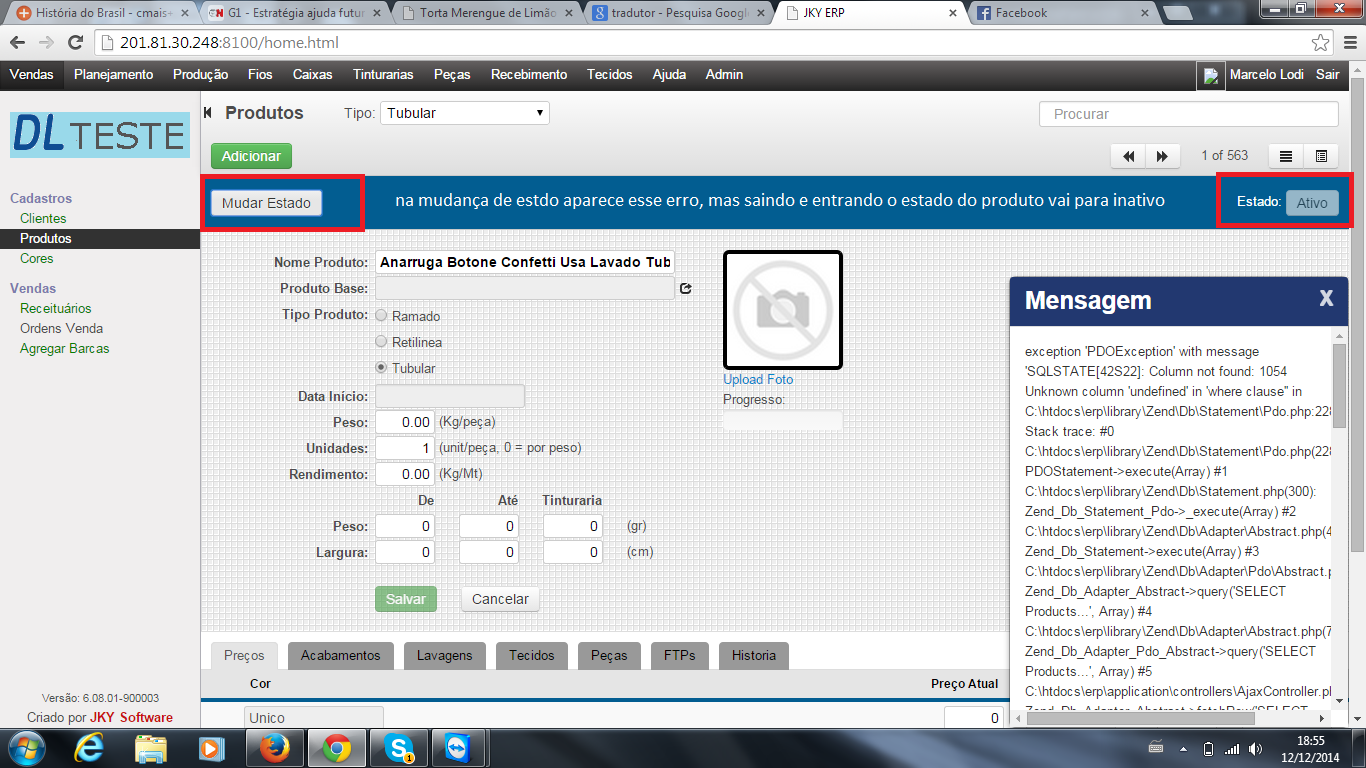 História do Brasil - cmais+
G1 - Estratégia ajuda futur
Torta Merengue de Limão
tradutor - Pesquisa Google
JKY ERP
Facebook
201.81.30.248:8100/home.html
Vendas Planejamento Produção Fios Caixas Tinturarias Peças Recebimento Tecidos Ajuda Admin Marcelo Lodi Sair
DL TESTE
Produtos Tipo: Tubular Procurar
Adicionar 1 of 563
Mudar Estado na mudança de estdo aparece esse erro, mas saindo e entrando o estado do produto vai para inativo Estado: Ativo
Cadastros
Clientes
Produtos
Cores
Vendas
Receituários
Ordens Venda
Agregar Barcas
Nome Produto: Anarruga Botone Confetti Usa Lavado Tub
Produto Base:
Tipo Produto: Ramado
Retilinea
Tubular
Data Início:
Peso: 0.00 (Kg/peça)
Unidades: 1 (unit/peça, 0 = por peso)
Rendimento: 0.00 (Kg/Mt)
De Até Tinturaria
Peso: 0 0 0 (gr)
Largura: 0 0 0 (cm)
Salvar Cancelar
Upload Foto
Progresso:
Mensagem X
exception 'PDOException' with message
'SQLSTATE[42S22]: Column not found: 1054
Unknown column 'undefined' in 'where clause'' in
C:\htdocs\erp\library\Zend\Db\Statement\Pdo.php:228
Stack trace: #0
C:\htdocs\erp\library\Zend\Db\Statement\Pdo.php(228
PDOStatement->execute(Array) #1
C:\htdocs\erp\library\Zend\Db\Statement.php(300):
Zend_Db_Statement_Pdo->_execute(Array) #2
C:\htdocs\erp\library\Zend\Db\Adapter\Abstract.php(4
Zend_Db_Statement->execute(Array) #3
C:\htdocs\erp\library\Zend\Db\Adapter\Pdo\Abstract.p
Zend_Db_Adapter_Abstract->query('SELECT
Products...', Array) #4
C:\htdocs\erp\library\Zend\Db\Adapter\Abstract.php(7
Zend_Db_Adapter_Pdo_Abstract->query('SELECT
Products...', Array) #5
C:\htdocs\erp\application\controllers\AjaxController.ph
Zend_Db_Adapter_Abstract->fetchRow('SELECT
Preços Acabamentos Lavagens Tecidos Peças FTPs Historia
Cor Preço Atual
Unico 0
Versão: 6.08.01-900003
Criado por JKY Software
1
18:55
12/12/2014